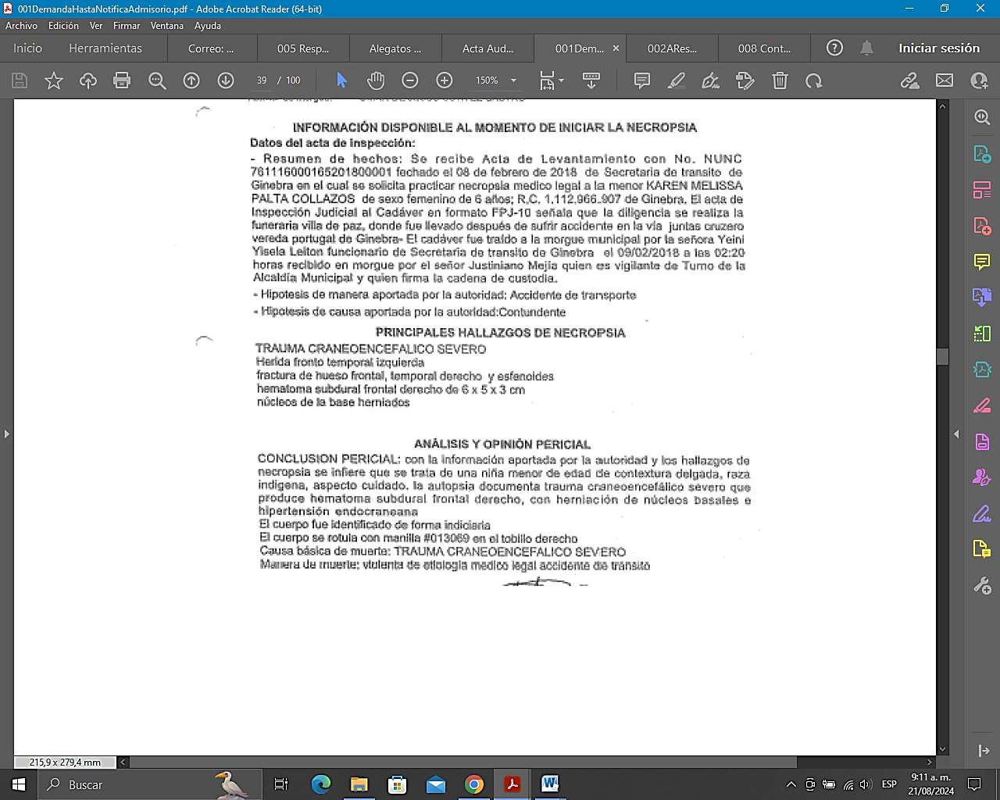 001DemandaHastaNotificaAdmisorio.pdf - Adobe Acrobat Reader (64-bit)
Archivo Edición Ver Firmar Ventana Ayuda
Inicio Herramientas Correo: ... 005 Resp... Alegatos ... Acta Aud... 001Dem... 002ARes... 008 Cont... Iniciar sesión
39 / 100 150%
INFORMACIÓN DISPONIBLE AL MOMENTO DE INICIAR LA NECROPSIA
Datos del acta de inspección:
- Resumen de hechos: Se recibe Acta de Levantamiento con No. NUNC
761116000165201800001 fechado el 08 de febrero de 2018 de Secretaria de transito de
Ginebra en el cual se solicita practicar necropsia medico legal a la menor KAREN MELISSA
PALTA COLLAZOS de sexo femenino de 6 años; R.C. 1,112,966.907 de Ginebra. El acta de
Inspección Judicial al Cadáver en formato FPJ-10 señala que la diligencia se realiza la
funeraria villa de paz, donde fue llevado después de sufrir accidente en la vía juntas cruzero
vereda portugal de Ginebra- El cadáver fue traído a la morgue municipal por la señora Yeini
Yisela Leiton funcionario de Secretaria de transito de Ginebra el 09/02/2018 a las 02:20
horas recibido en morgue por el señor Justiniano Mejia quien es vigilante de Turno de la
Alcaldía Municipal y quien firma la cadena de custodia.
- Hipotesis de manera aportada por la autoridad: Accidente de transporte
- Hipotesis de causa aportada por la autoridad:Contundente
PRINCIPALES HALLAZGOS DE NECROPSIA
TRAUMA CRANEOENCEFALICO SEVERO
Herida fronto temporal izquierda
fractura de hueso frontal, temporal derecho y esfenoides
hematoma subdural frontal derecho de 6 x 5 x 3 cm
núcleos de la base herniados
ANÁLISIS Y OPINIÓN PERICIAL
CONCLUSION PERICIAL: con la información aportada por la autoridad y los hallazgos de
necropsia se infiere que se trata de una niña menor de edad de contextura delgada, raza
indigena, aspecto cuidado. la autopsia documenta trauma craneoencefálico severo que
produce hematoma subdural frontal derecho, con herniación de núcleos basales e
hipertensión endocraneana
El cuerpo fue identificado de forma indiciaria
El cuerpo se rotula con manilla #013069 en el tobillo derecho
Causa básica de muerte: TRAUMA CRANEOENCEFALICO SEVERO
Manera de muerte: violenta de etiologia medico legal accidente de tránsito
215,9 x 279,4 mm
Buscar
ESP
9:11 a. m.
21/08/2024